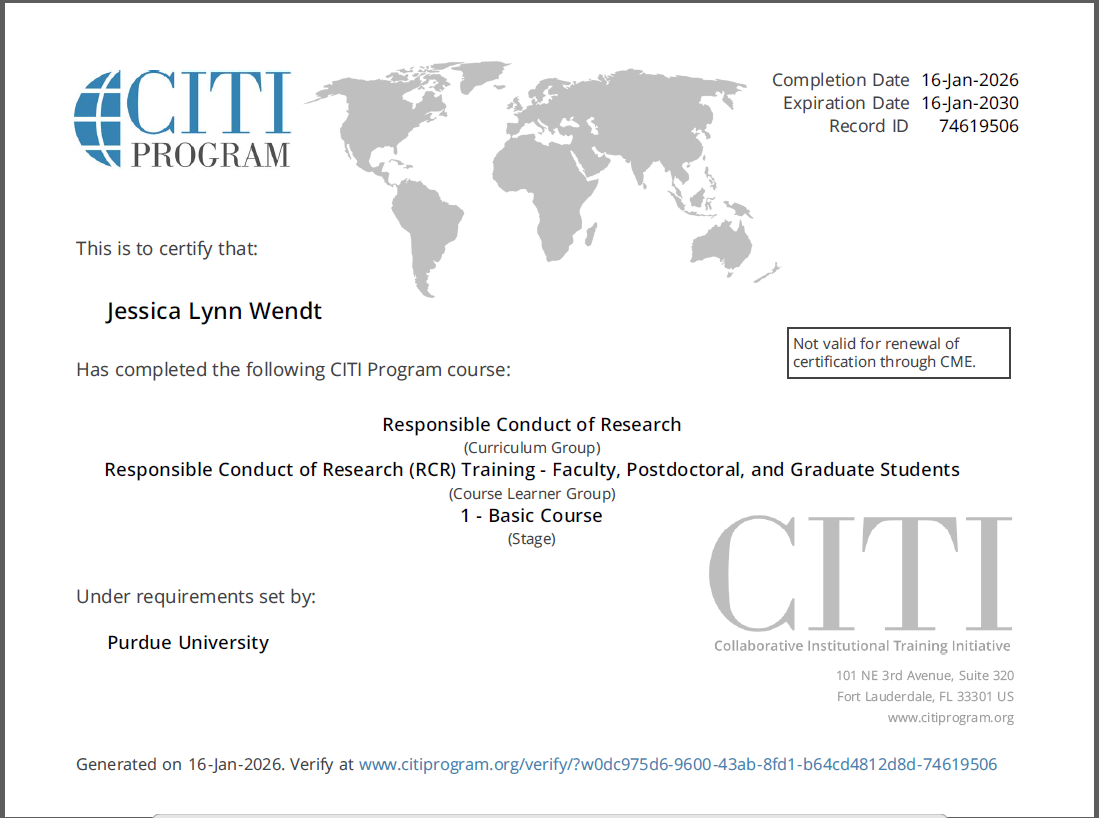 CITI
PROGRAM
Completion Date 16-Jan-2026
Expiration Date 16-Jan-2030
Record ID 74619506
This is to certify that:
Jessica Lynn Wendt
Not valid for renewal of
certification through CME.
Has completed the following CITI Program course:
Responsible Conduct of Research
(Curriculum Group)
Responsible Conduct of Research (RCR) Training - Faculty, Postdoctoral, and Graduate Students
(Course Learner Group)
1 - Basic Course
(Stage)
Under requirements set by:
Purdue University
CITI
Collaborative Institutional Training Initiative
101 NE 3rd Avenue, Suite 320
Fort Lauderdale, FL 33301 US
www.citiprogram.org
Generated on 16-Jan-2026. Verify at www.citiprogram.org/verify/?w0dc975d6-9600-43ab-8fd1-b64cd4812d8d-74619506